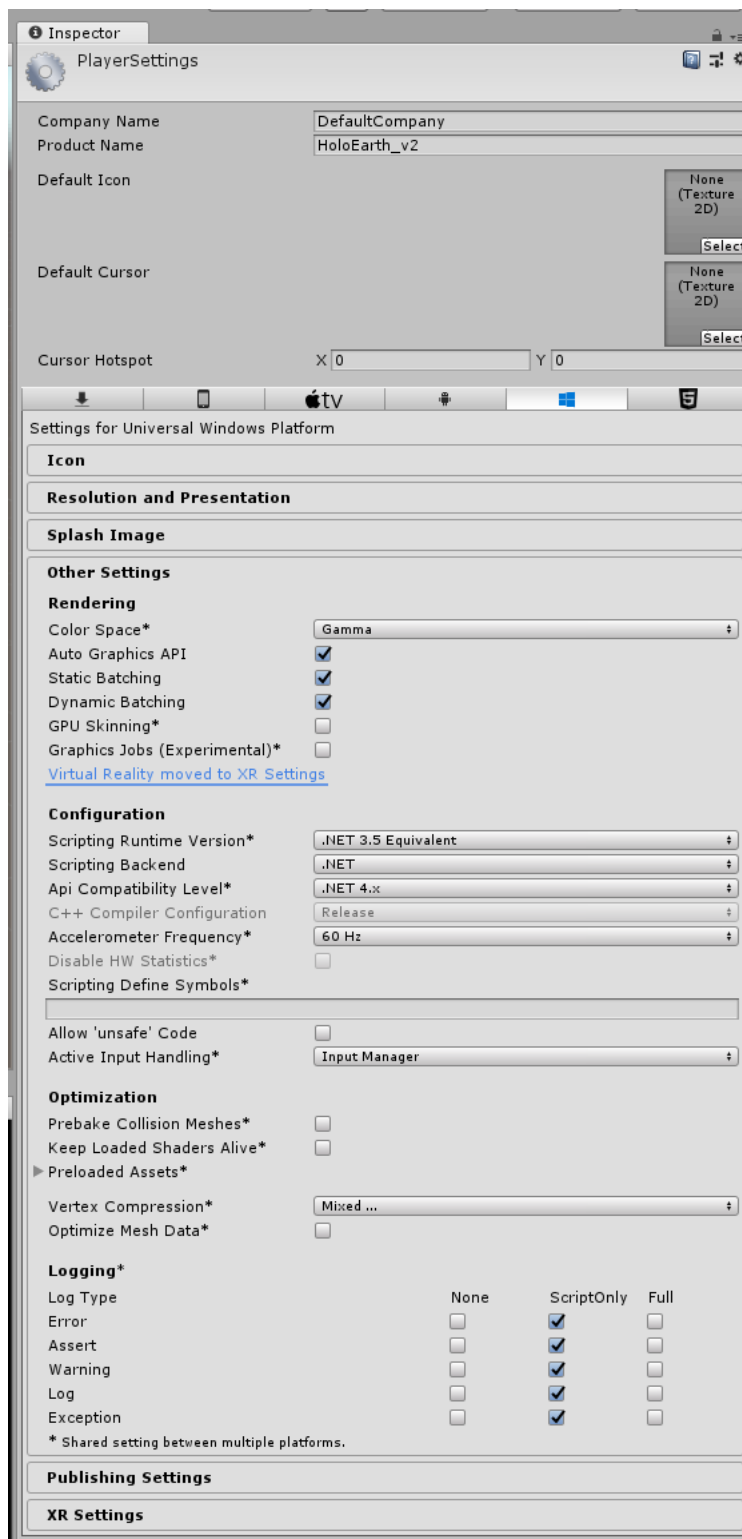 Inspector
PlayerSettings
Company Name DefaultCompany
Product Name HoloEarth_v2
Default Icon None (Texture 2D)
Select
Default Cursor None (Texture 2D)
Select
Cursor Hotspot X 0 Y 0
tv
Settings for Universal Windows Platform
Icon
Resolution and Presentation
Splash Image
Other Settings
Rendering
Color Space* Gamma
Auto Graphics API
Static Batching
Dynamic Batching
GPU Skinning*
Graphics Jobs (Experimental)*
Virtual Reality moved to XR Settings
Configuration
Scripting Runtime Version* .NET 3.5 Equivalent
Scripting Backend .NET
Api Compatibility Level* .NET 4.x
C++ Compiler Configuration Release
Accelerometer Frequency* 60 Hz
Disable HW Statistics*
Scripting Define Symbols*
Allow 'unsafe' Code
Active Input Handling* Input Manager
Optimization
Prebake Collision Meshes*
Keep Loaded Shaders Alive*
Preloaded Assets*
Vertex Compression* Mixed ...
Optimize Mesh Data*
Logging*
Log Type None ScriptOnly Full
Error
Assert
Warning
Log
Exception
* Shared setting between multiple platforms.
Publishing Settings
XR Settings